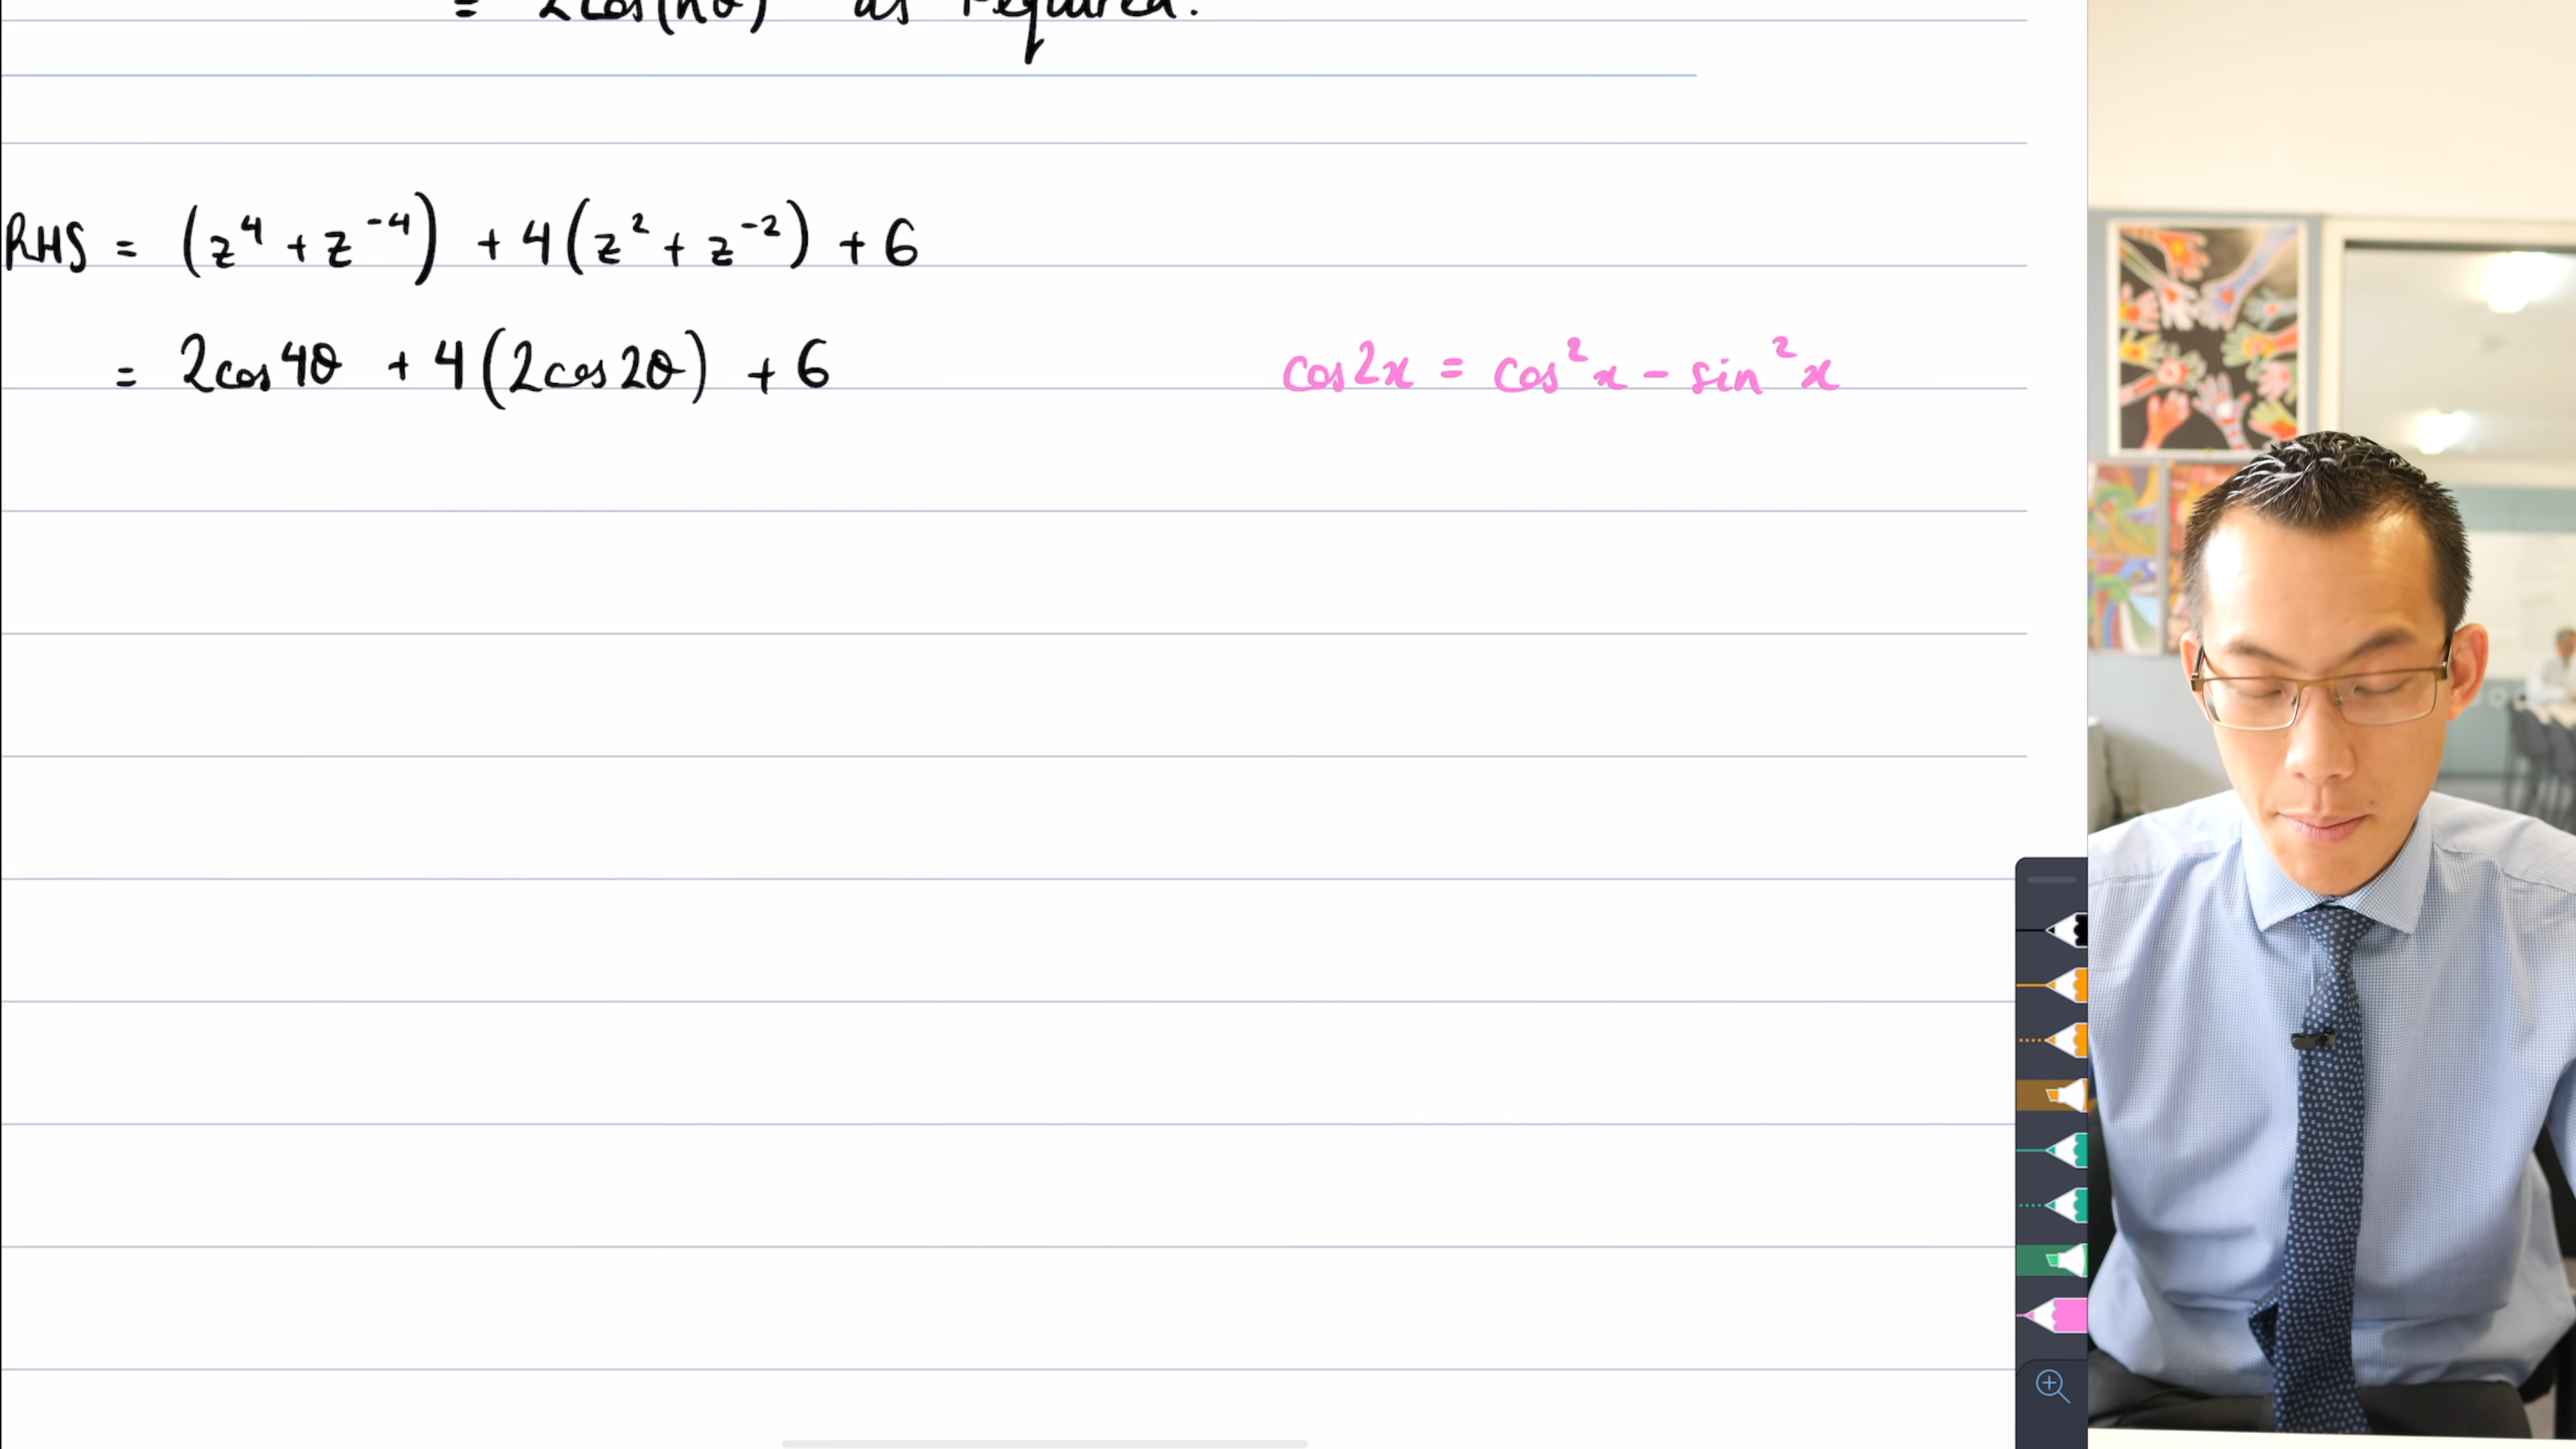 = 2cos(nθ) as required.
RHS = (z⁴ + z⁻⁴) + 4(z² + z⁻²) + 6
= 2cos4θ + 4(2cos2θ) + 6
cos2x = cos²x - sin²x